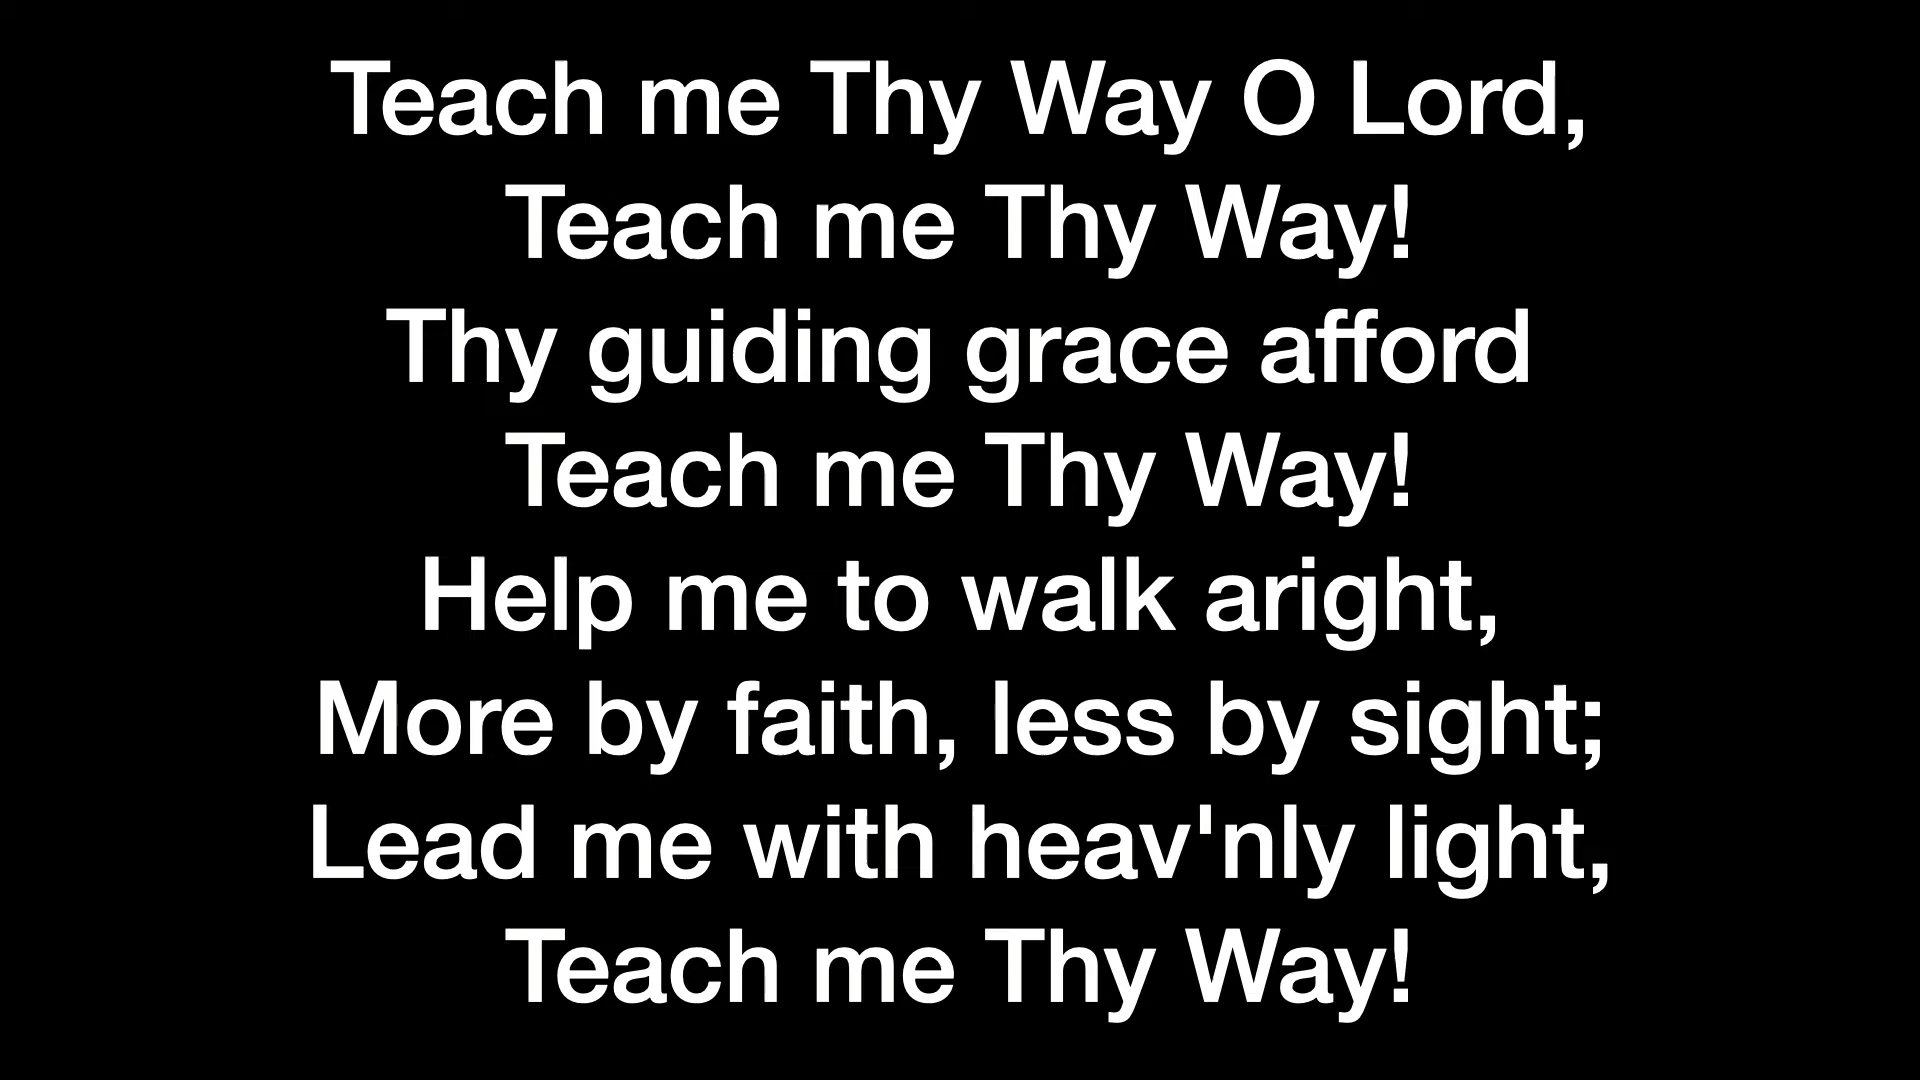 Teach me Thy Way O Lord,
Teach me Thy Way!
Thy guiding grace afford
Teach me Thy Way!
Help me to walk aright,
More by faith, less by sight;
Lead me with heav'nly light,
Teach me Thy Way!